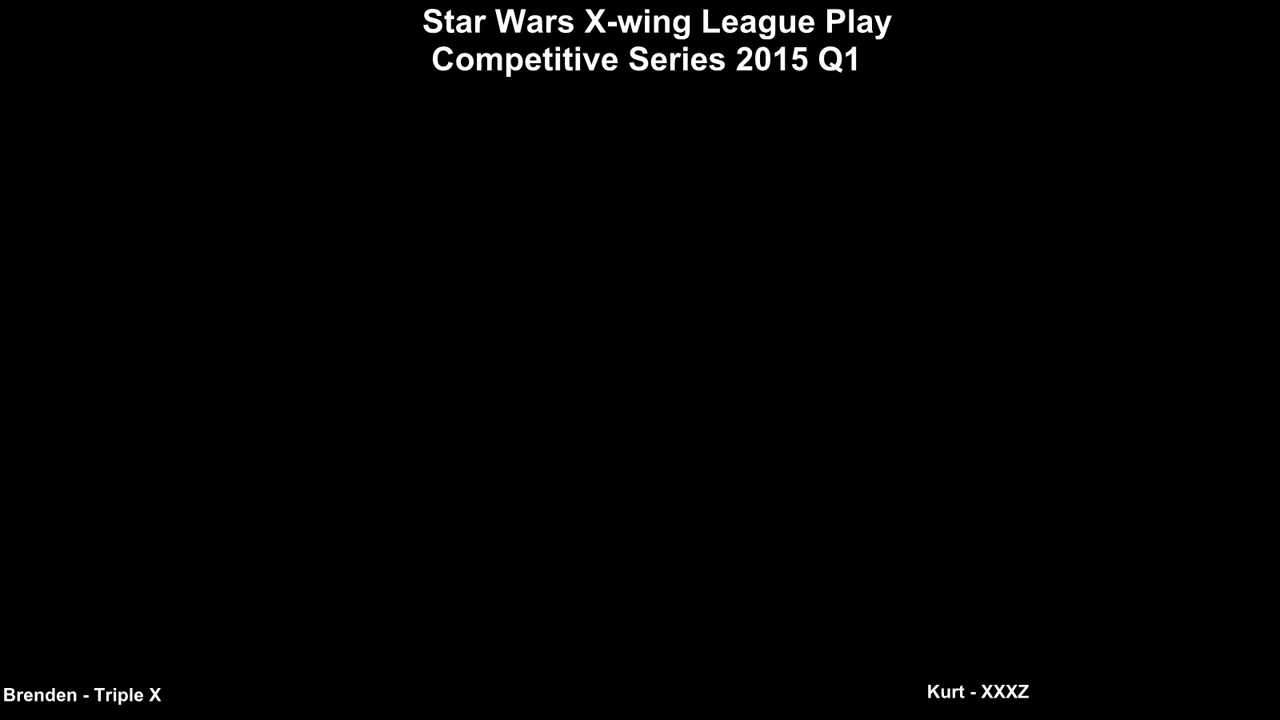 Star Wars X-wing League Play
Competitive Series 2015 Q1
Brenden - Triple X
Kurt - XXXZ